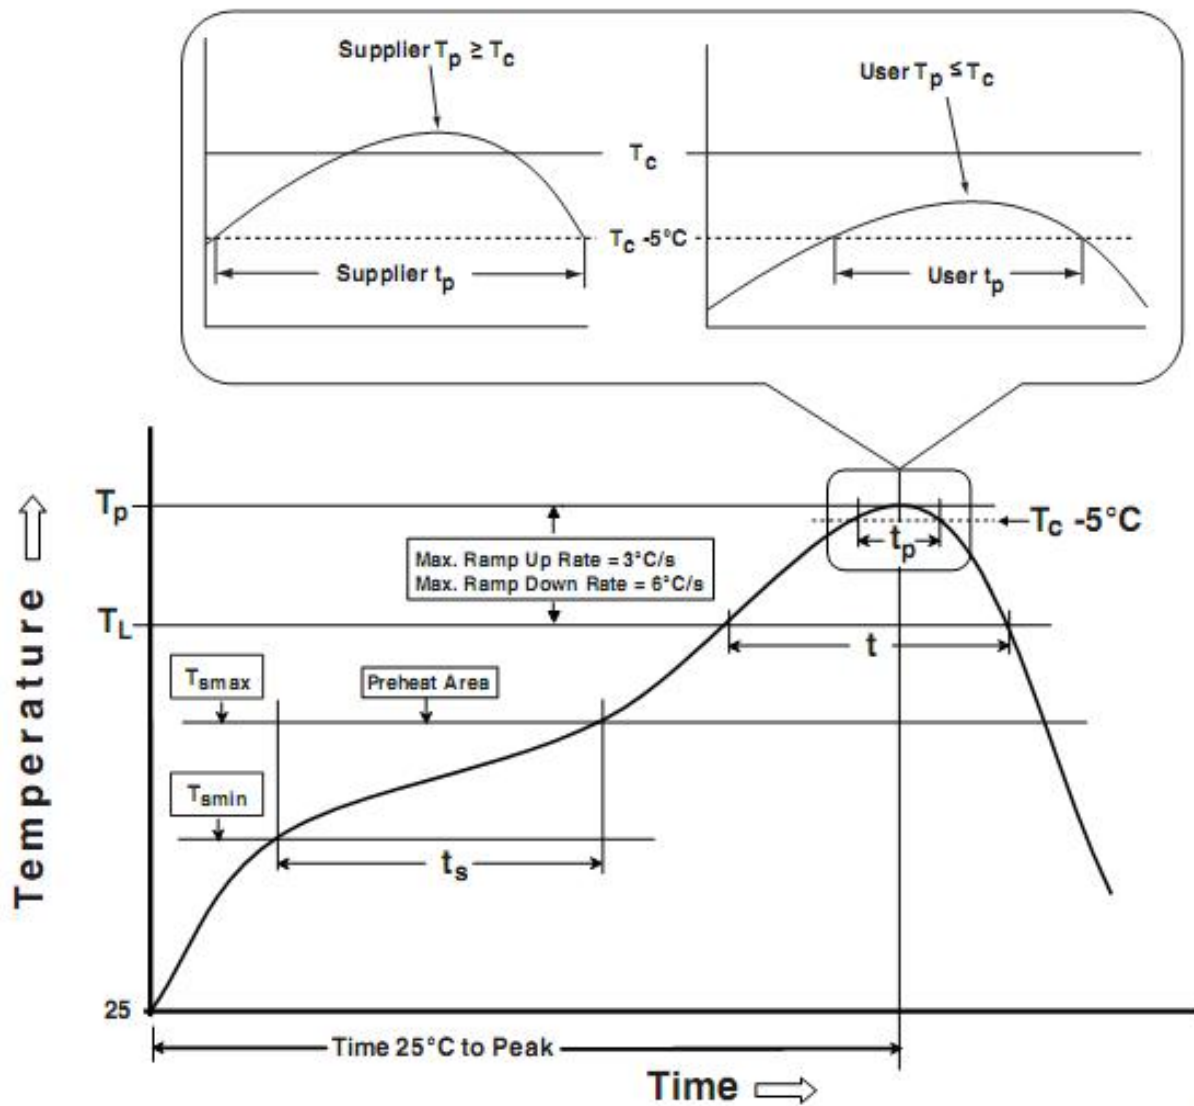 Supplier Tp ≥ Tc
User Tp ≤ Tc
Tc
Tc -5°C
Supplier tp
User tp
Tp
Tc -5°C
tp
Max. Ramp Up Rate = 3°C/s
Max. Ramp Down Rate = 6°C/s
TL
t
Tsmax
Preheat Area
Tsmin
ts
Temperature
25
Time 25°C to Peak
Time